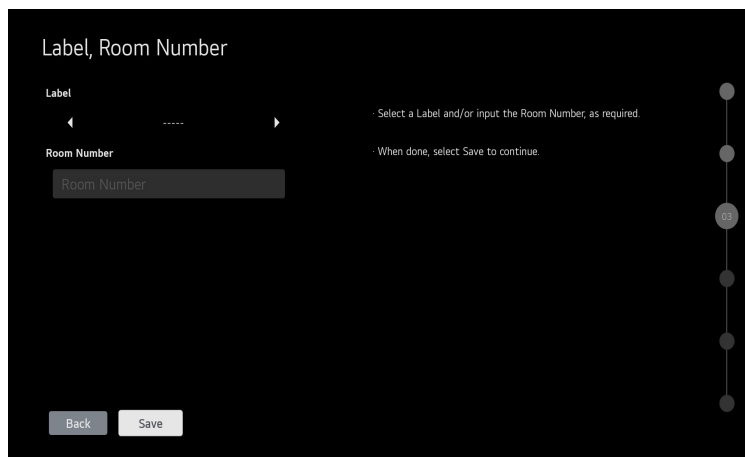 Label, Room Number
Label
-----
Room Number
Room Number
· Select a Label and/or input the Room Number, as required.
· When done, select Save to continue.
03
Back
Save